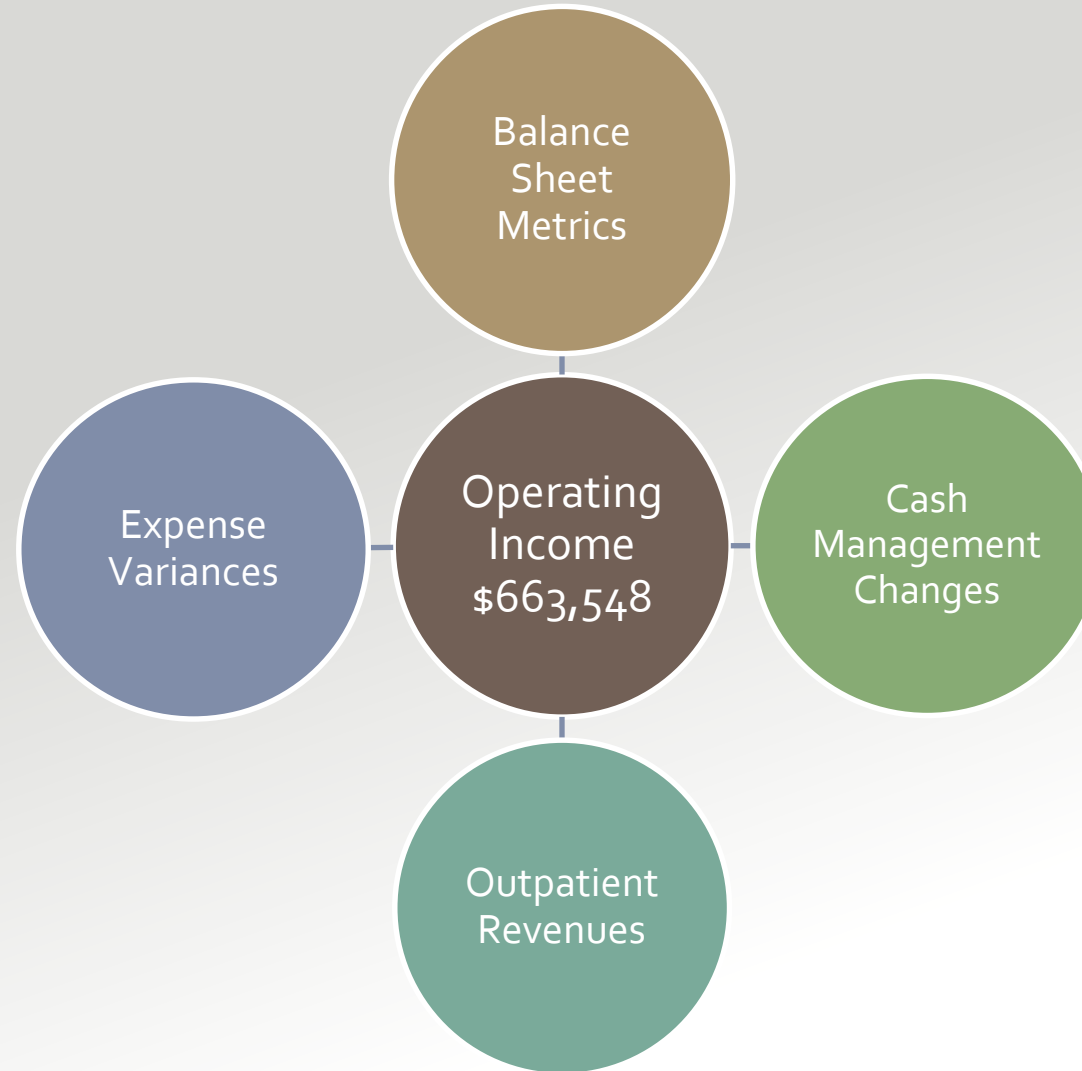 Balance
Sheet
Metrics
Expense
Variances
Operating
Income
$663,548
Cash
Management
Changes
Outpatient
Revenues